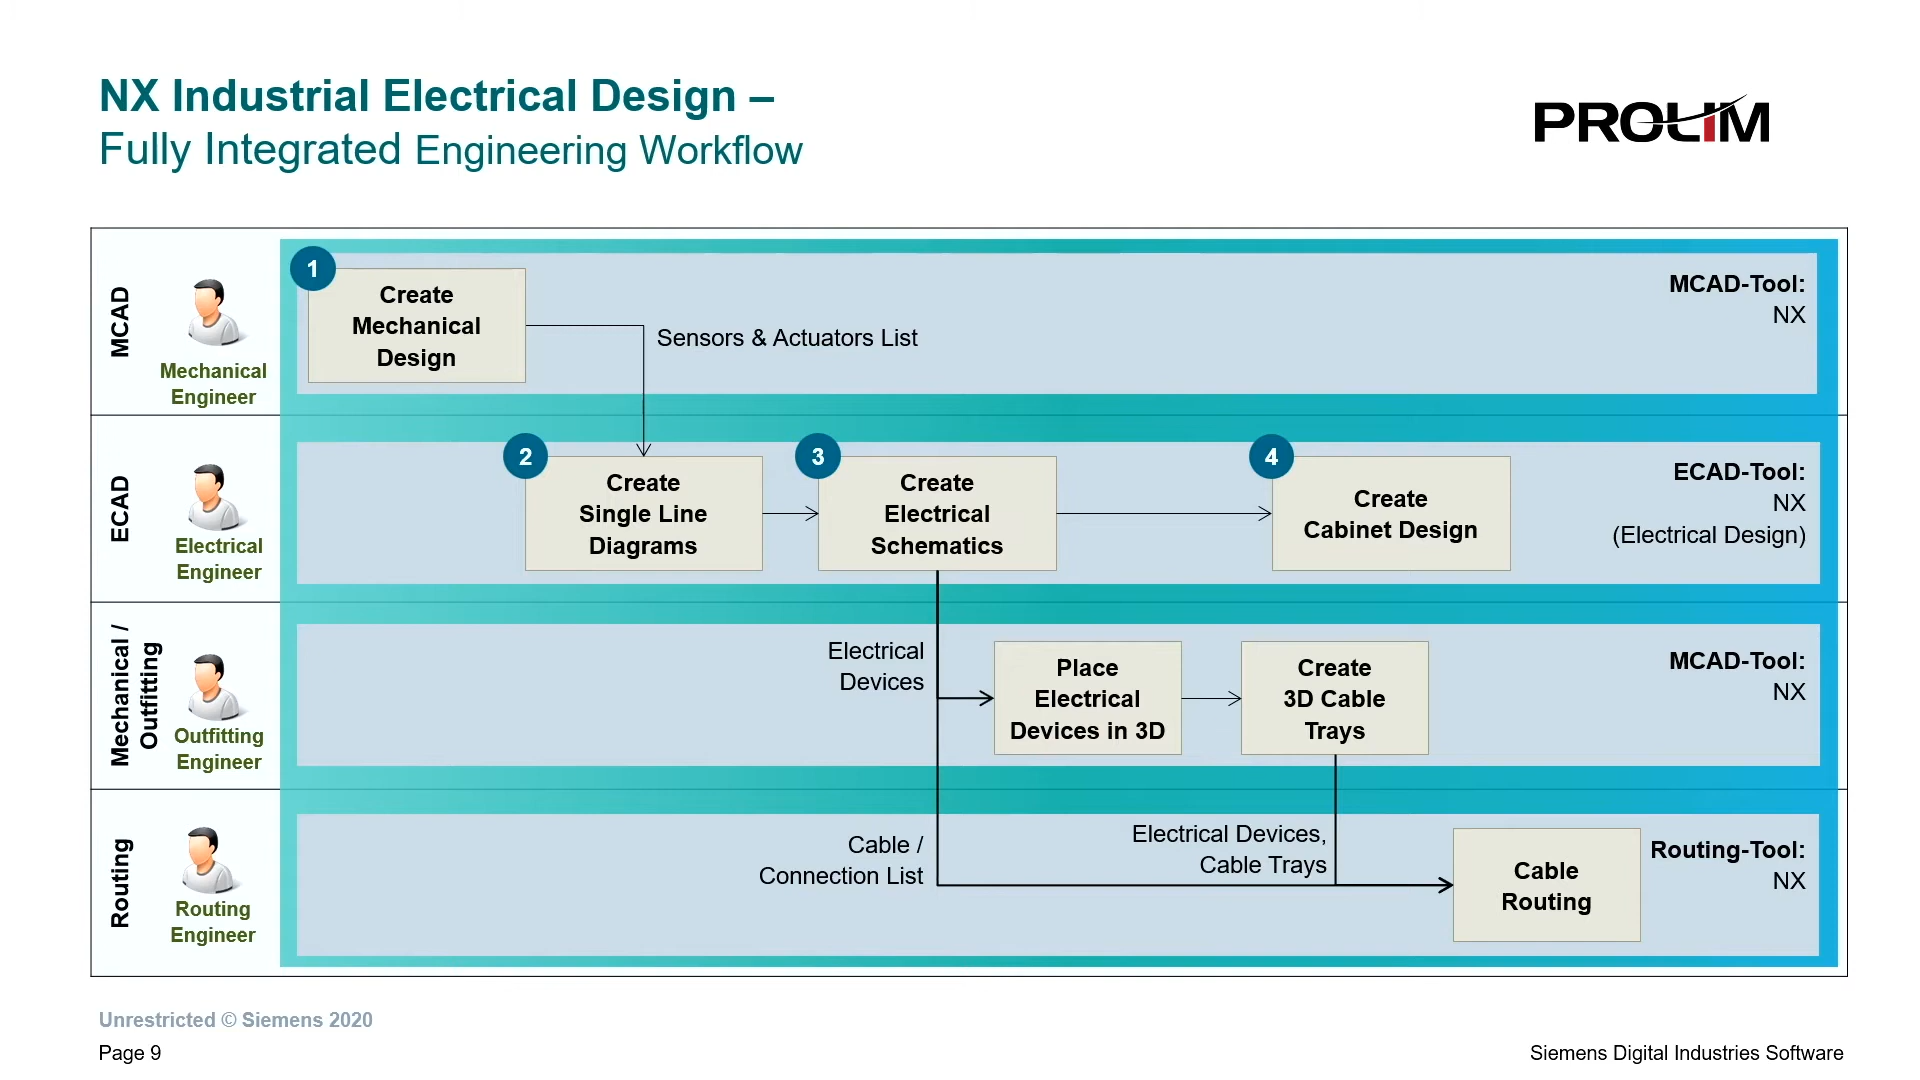 NX Industrial Electrical Design –
Fully Integrated Engineering Workflow
PROLIM
MCAD
Mechanical
Engineer
1
Create
Mechanical
Design
Sensors & Actuators List
MCAD-Tool:
NX
ECAD
Electrical
Engineer
2
Create
Single Line
Diagrams
3
Create
Electrical
Schematics
4
Create
Cabinet Design
ECAD-Tool:
NX
(Electrical Design)
Mechanical /
Outfitting
Outfitting
Engineer
Electrical
Devices
Place
Electrical
Devices in 3D
Create
3D Cable
Trays
MCAD-Tool:
NX
Routing
Routing
Engineer
Cable /
Connection List
Electrical Devices,
Cable Trays
Cable
Routing
Routing-Tool:
NX
Unrestricted © Siemens 2020
Page 9
Siemens Digital Industries Software